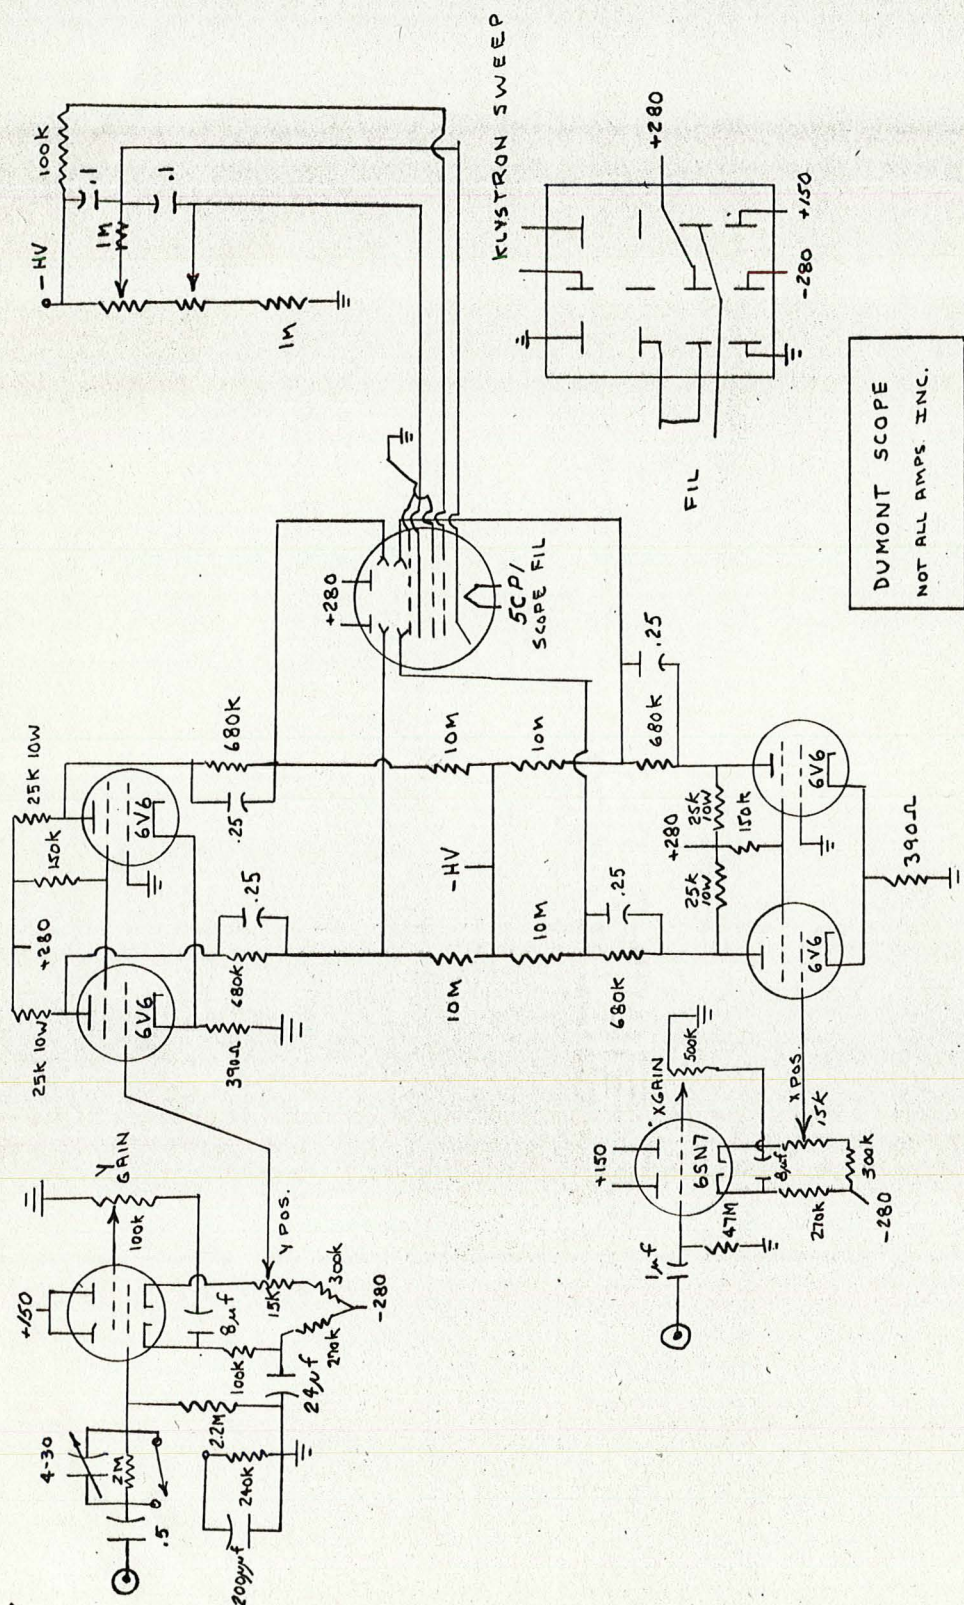 -HV
100K
.1
1M
.1
1M
KLYSTRON SWEEP
+280
+150
-280
FIL
DUMONT SCOPE
NOT ALL AMPS. INC.
25K 10W
150K
+280
25K 10W
6V6
6V6
390Ω
680K
.25
680K
.25
+280
5CP1
SCOPE FIL
10M
10M
-HV
10M
10M
680K
.25
680K
.25
+280
25K
10W
25K
10W
150K
6V6
6V6
390Ω
+150
Y
GAIN
100K
4-30
2M
.5
8μf
100K
2.2M
240K
200μμf
24μf
15K
Y POS.
300K
270K
-280
+150
X GAIN
500K
6SN7
1μf
47M
8μf
X POS.
15K
270K
300K
-280